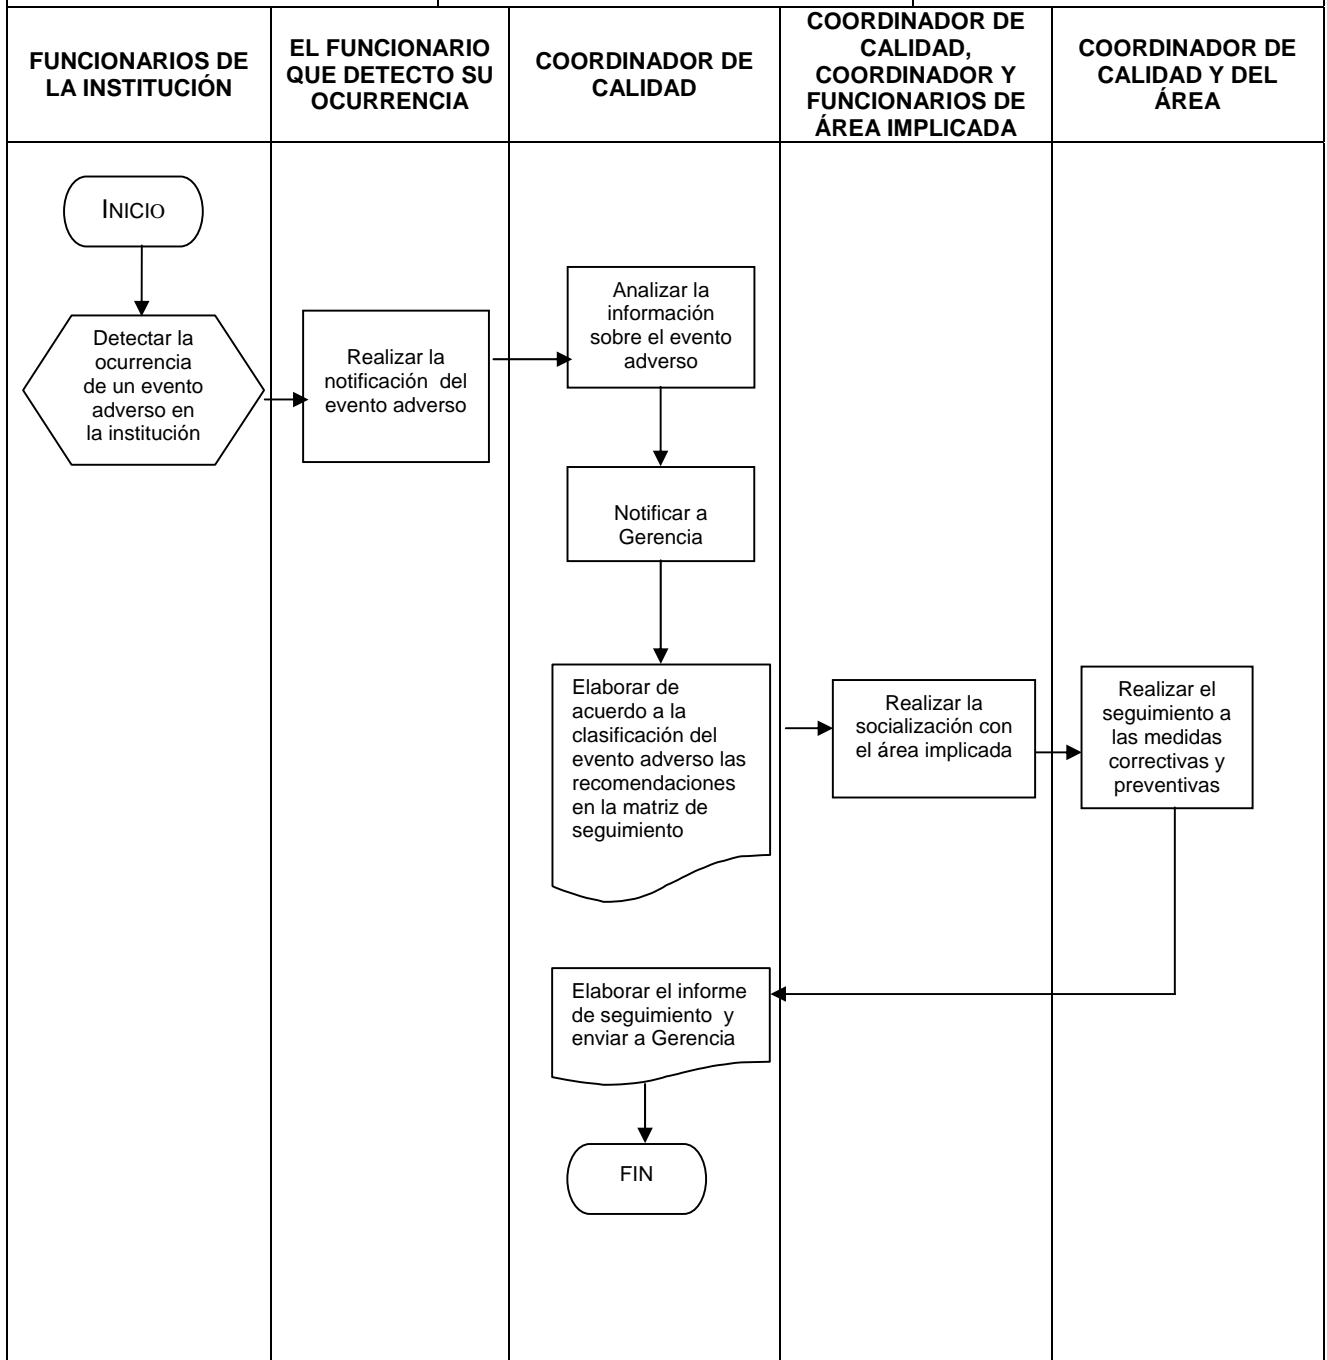 FUNCIONARIOS DE
LA INSTITUCIÓN
EL FUNCIONARIO
QUE DETECTO SU
OCURRENCIA
COORDINADOR DE
CALIDAD
COORDINADOR DE
CALIDAD,
COORDINADOR Y
FUNCIONARIOS DE
ÁREA IMPLICADA
COORDINADOR DE
CALIDAD Y DEL
ÁREA
INICIO
Detectar la
ocurrencia
de un evento
adverso en
la institución
Realizar la
notificación del
evento adverso
Analizar la
información
sobre el evento
adverso
Notificar a
Gerencia
Elaborar de
acuerdo a la
clasificación del
evento adverso las
recomendaciones
en la matriz de
seguimiento
Realizar la
socialización con
el área implicada
Realizar el
seguimiento a
las medidas
correctivas y
preventivas
Elaborar el informe
de seguimiento y
enviar a Gerencia
FIN